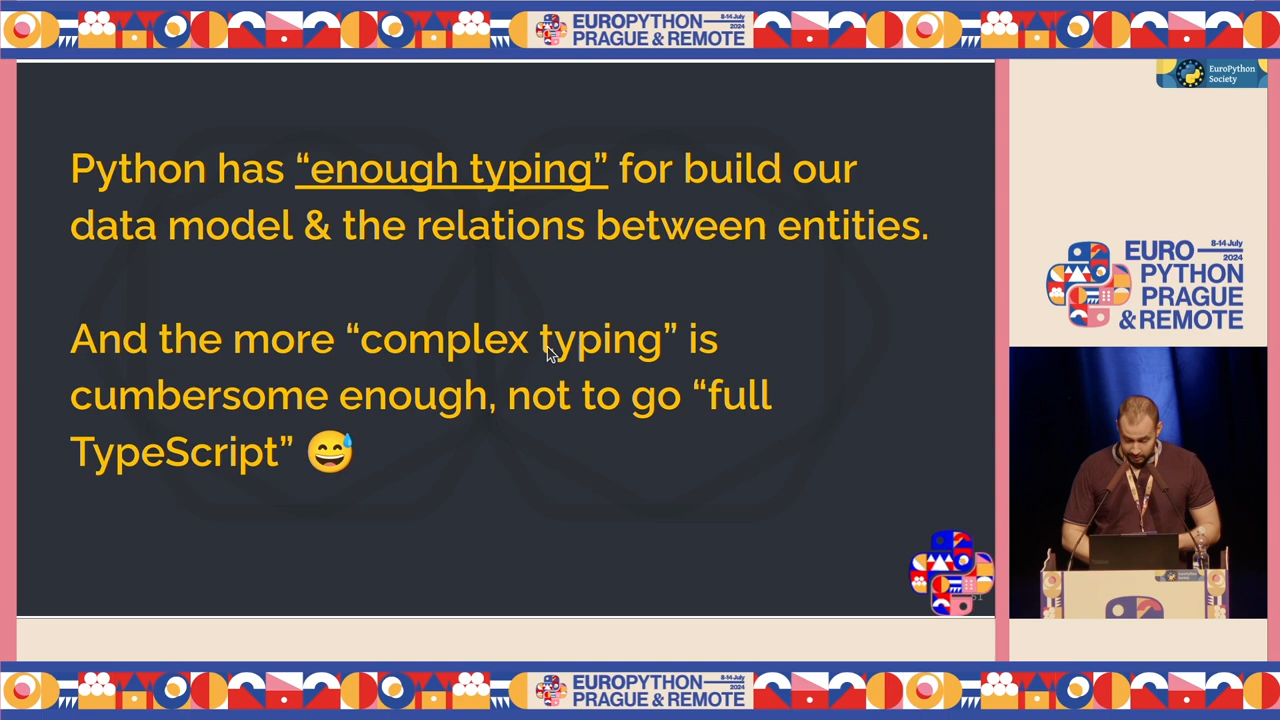 8-14 July
2024
EUROPYTHON
PRAGUE & REMOTE
EuroPython
Society
Python has “enough typing” for build our
data model & the relations between entities.
And the more “complex typing” is
cumbersome enough, not to go “full
TypeScript” 😅
8-14 July
2024
EURO
PYTHON
PRAGUE
& REMOTE
8-14 July
2024
EUROPYTHON
PRAGUE & REMOTE